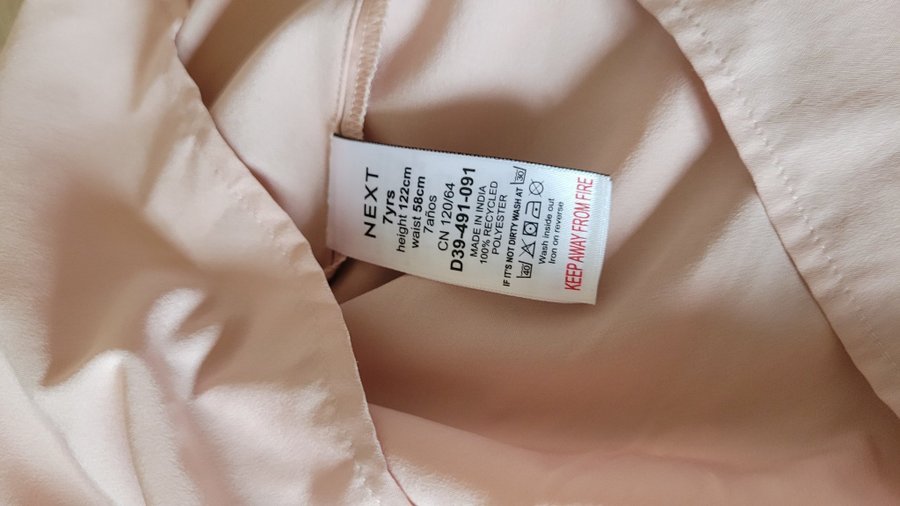 NEXT
7yrs
height 122cm
waist 58cm
7años
CN 120/64
D39-491-091
MADE IN INDIA
100% RECYCLED
POLYESTER
IF IT'S NOT DIRTY WASH AT 30
40
Wash inside out
Iron on reverse
KEEP AWAY FROM FIRE